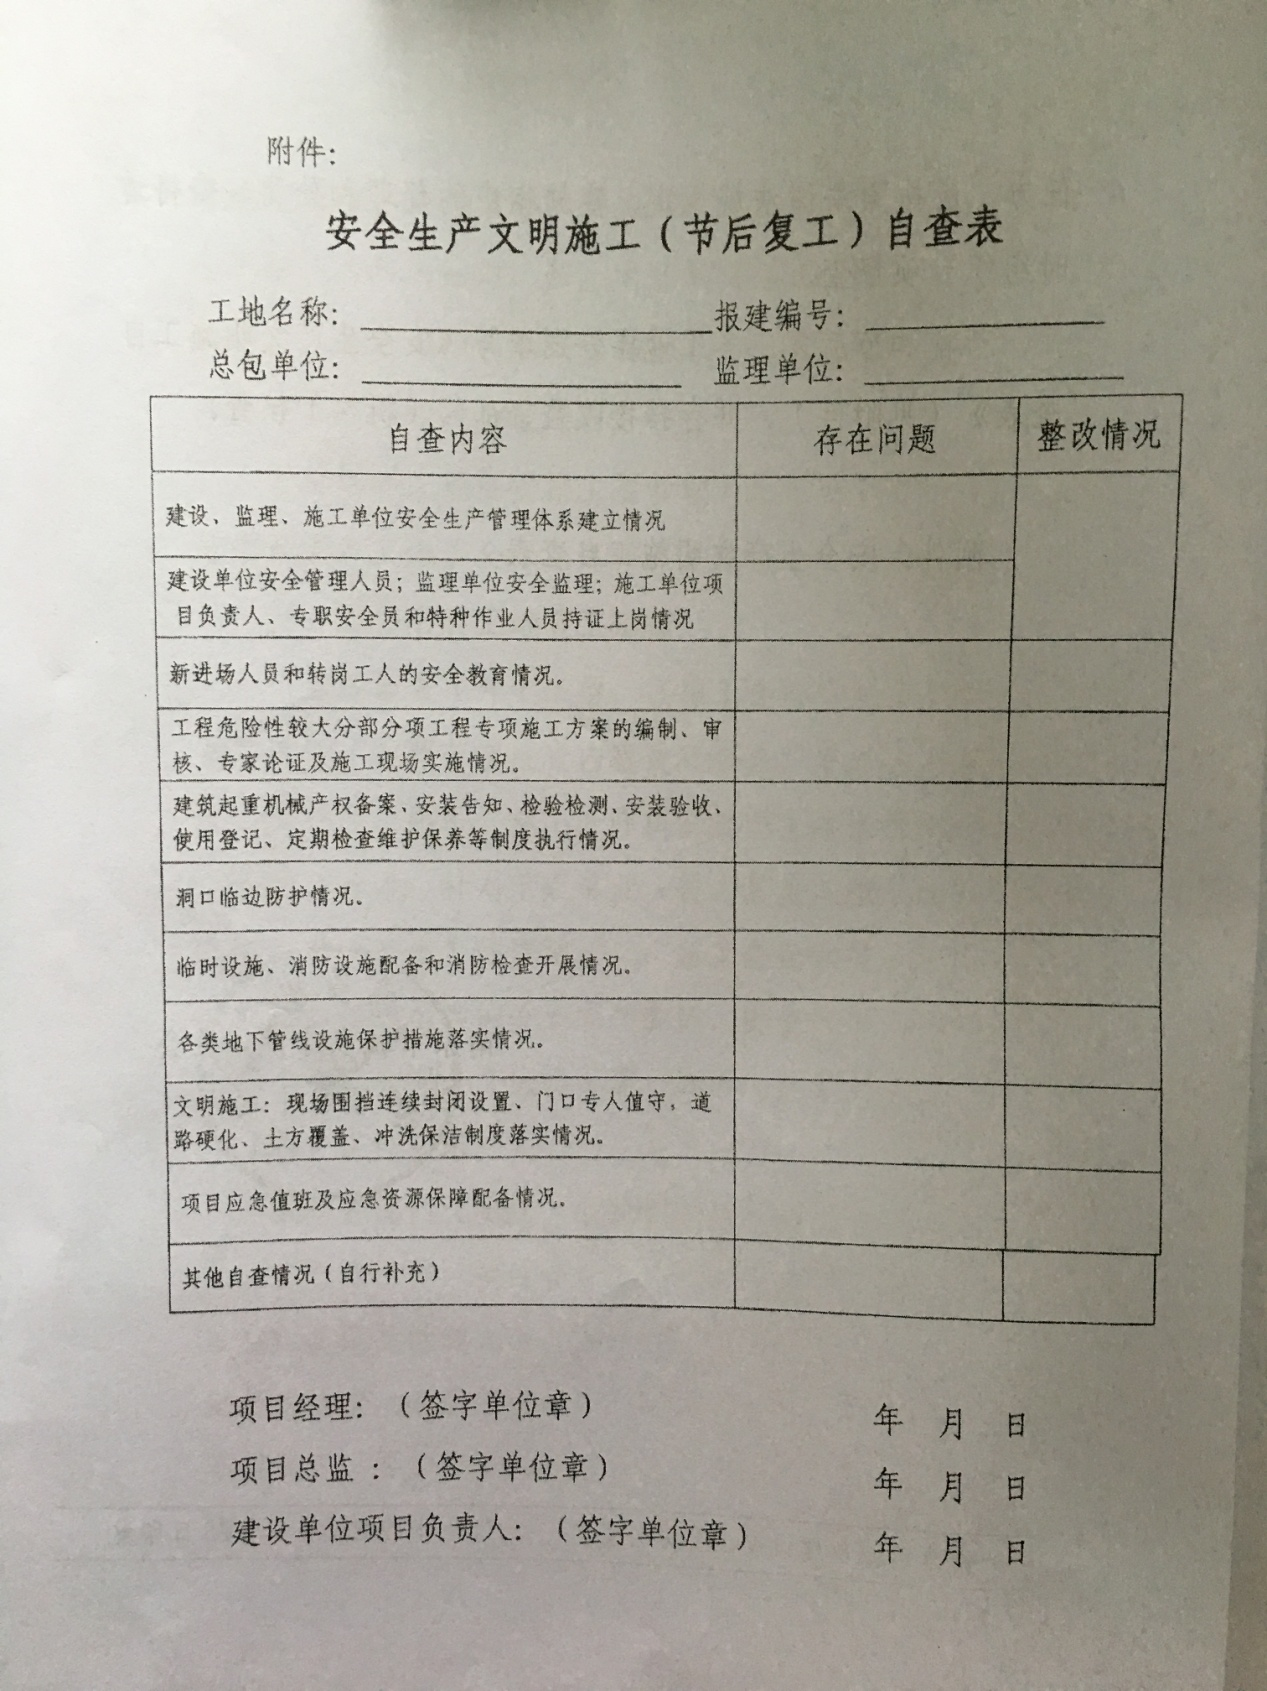 附件：
安全生产文明施工（节后复工）自查表
工地名称： 报建编号：
总包单位： 监理单位：
自查内容 存在问题 整改情况
建设、监理、施工单位安全生产管理体系建立情况
建设单位安全管理人员；监理单位安全监理；施工单位项
目负责人、专职安全员和特种作业人员持证上岗情况
新进场人员和转岗工人的安全教育情况。
工程危险性较大分部分项工程专项施工方案的编制、审
核、专家论证及施工现场实施情况。
建筑起重机械产权备案、安装告知、检验检测、安装验收、
使用登记、定期检查维护保养等制度执行情况。
洞口临边防护情况。
临时设施、消防设施配备和消防检查开展情况。
各类地下管线设施保护措施落实情况。
文明施工：现场围挡连续封闭设置、门口专人值守，道
路硬化、土方覆盖、冲洗保洁制度落实情况。
项目应急值班及应急资源保障配备情况。
其他自查情况（自行补充）
项目经理：（签字单位章） 年 月 日
项目总监：（签字单位章） 年 月 日
建设单位项目负责人：（签字单位章） 年 月 日